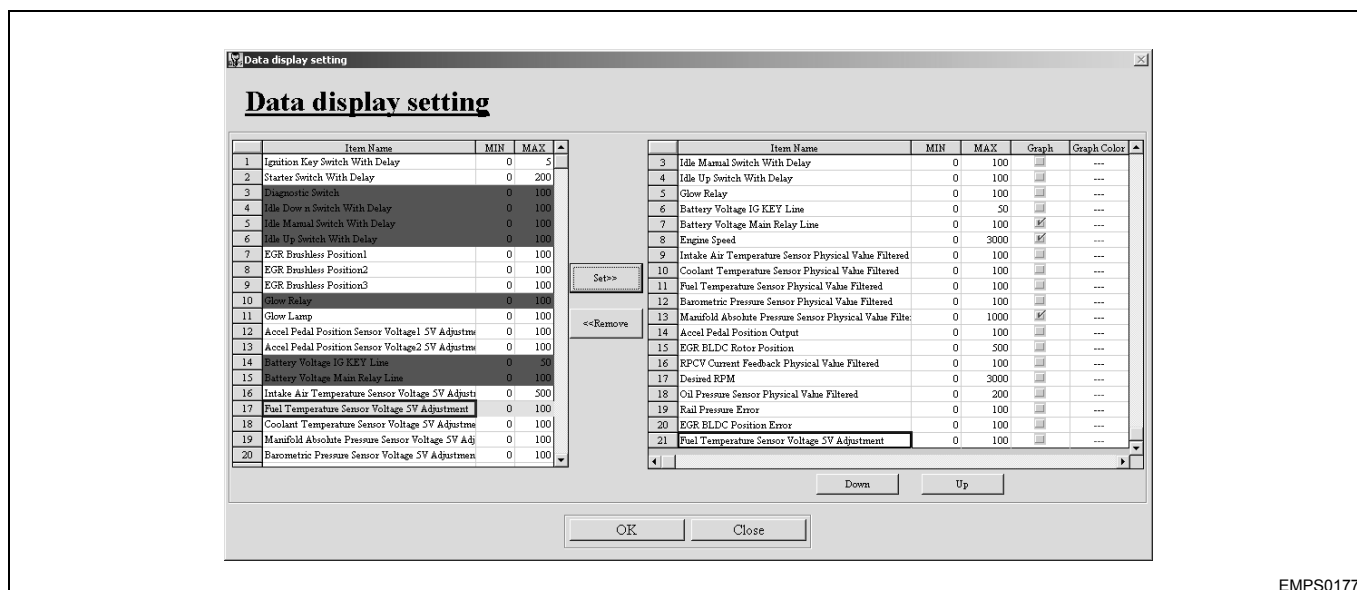 Data display setting
Data display setting
Item Name MIN MAX
1 Ignition Key Switch With Delay 0 5
2 Starter Switch With Delay 0 200
3 Diagnostic Switch 0 100
4 Idle Dow n Switch With Delay 0 100
5 Idle Manual Switch With Delay 0 100
6 Idle Up Switch With Delay 0 100
7 EGR Brushless Position1 0 100
8 EGR Brushless Position2 0 100
9 EGR Brushless Position3 0 100
10 Glow Relay 0 100
11 Glow Lamp 0 100
12 Accel Pedal Position Sensor Voltage1 5V Adjustme 0 100
13 Accel Pedal Position Sensor Voltage2 5V Adjustme 0 100
14 Battery Voltage IG KEY Line 0 50
15 Battery Voltage Main Relay Line 0 100
16 Intake Air Temperature Sensor Voltage 5V Adjusti 0 500
17 Fuel Temperature Sensor Voltage 5V Adjustment 0 100
18 Coolant Temperature Sensor Voltage 5V Adjustme 0 100
19 Manifold Absolute Pressure Sensor Voltage 5V Adj 0 100
20 Barometric Pressure Sensor Voltage 5V Adjustmen 0 100
Set>>
<<Remove
Item Name MIN MAX Graph Graph Color
3 Idle Manual Switch With Delay 0 100 ---
4 Idle Up Switch With Delay 0 100 ---
5 Glow Relay 0 100 ---
6 Battery Voltage IG KEY Line 0 50 ---
7 Battery Voltage Main Relay Line 0 100 ---
8 Engine Speed 0 3000 ---
9 Intake Air Temperature Sensor Physical Value Filtered 0 100 ---
10 Coolant Temperature Sensor Physical Value Filtered 0 100 ---
11 Fuel Temperature Sensor Physical Value Filtered 0 100 ---
12 Barometric Pressure Sensor Physical Value Filtered 0 100 ---
13 Manifold Absolute Pressure Sensor Physical Value Filte: 0 1000 ---
14 Accel Pedal Position Output 0 100 ---
15 EGR BLDC Rotor Position 0 500 ---
16 RPCV Current Feedback Physical Value Filtered 0 100 ---
17 Desired RPM 0 3000 ---
18 Oil Pressure Sensor Physical Value Filtered 0 200 ---
19 Rail Pressure Error 0 100 ---
20 EGR BLDC Position Error 0 100 ---
21 Fuel Temperature Sensor Voltage 5V Adjustment 0 100 ---
Down Up
OK Close
EMPS0177